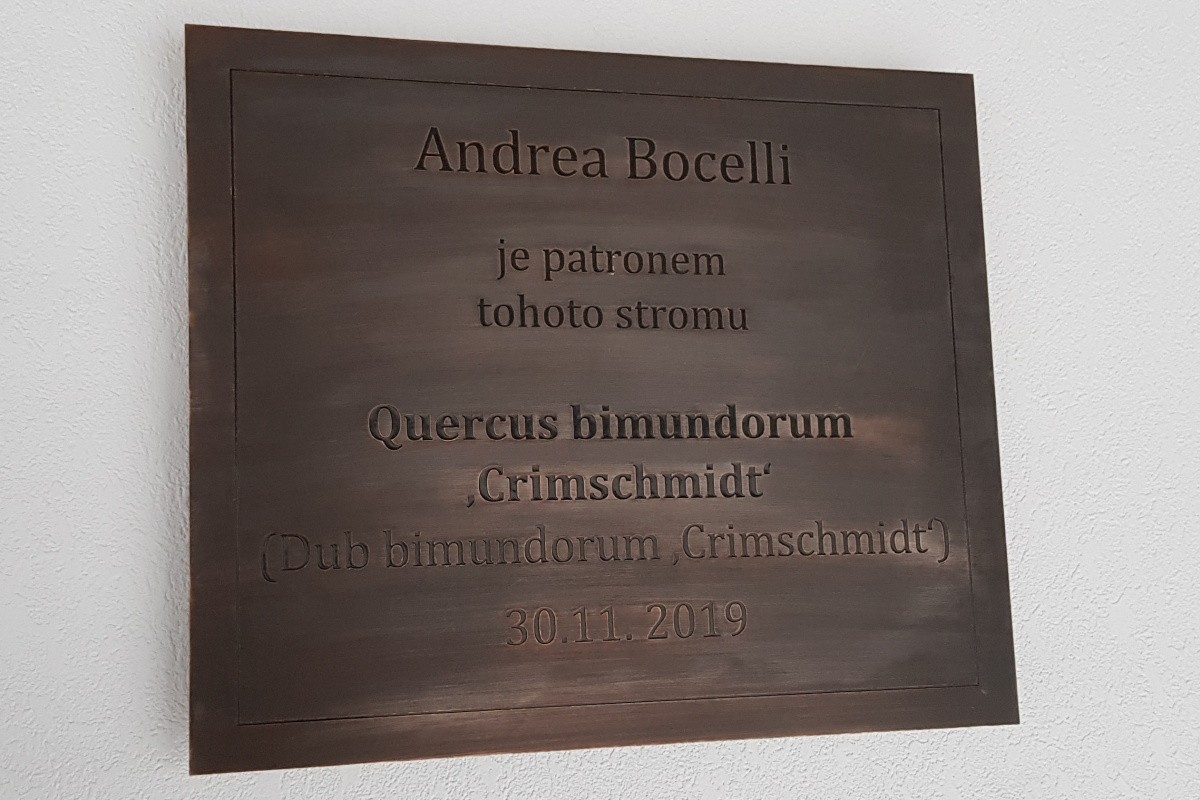 Andrea Bocelli
je patronem
tohoto stromu
Quercus bimundorum
‚Crimschmidt‘
(Dub bimundorum ‚Crimschmidt‘)
30.11. 2019